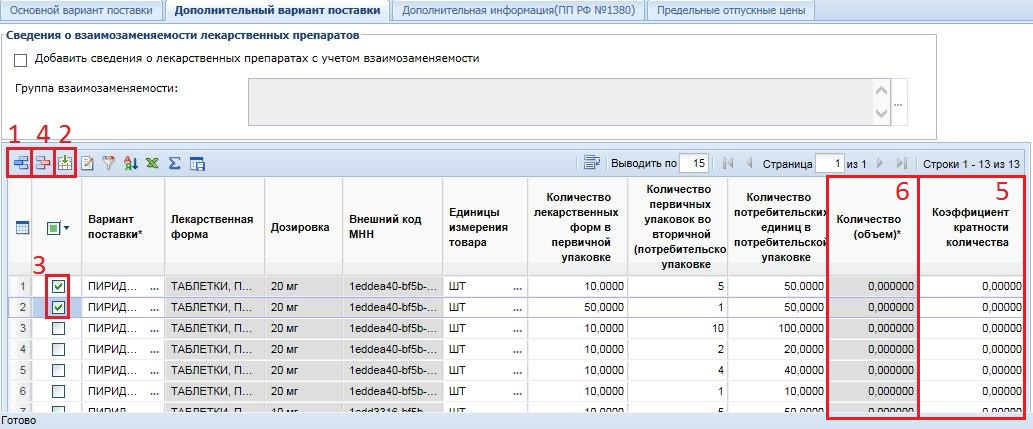 Основной вариант поставки Дополнительный вариант поставки Дополнительная информация(ПП РФ №1380) Предельные отпускные цены
Сведения о взаимозаменяемости лекарственных препаратов
Добавить сведения о лекарственных препаратах с учетом взаимозаменяемости
Группа взаимозаменяемости: ...
1 4 2
Выводить по 15 Страница 1 из 1 Строки 1 - 13 из 13
6 5
Вариант поставки* Лекарственная форма Дозировка Внешний код МНН Единицы измерения товара Количество лекарственных форм в первичной упаковке Количество первичных упаковок во вторичной (потребительско упаковке Количество потребительских единиц в потребительской упаковке Количество (объем)* Коэффициент кратности количества
3
1 ПИРИД... ... ТАБЛЕТКИ, П... 20 мг 1eddea40-bf5b-... ШТ ... 10,0000 5 50,0000 0,000000 0,00000
2 ПИРИД... ... ТАБЛЕТКИ, П... 20 мг 1eddea40-bf5b-... ШТ ... 50,0000 1 50,0000 0,000000 0,00000
3 ПИРИД... ... ТАБЛЕТКИ, П... 20 мг 1eddea40-bf5b-... ШТ ... 10,0000 10 100,0000 0,000000 0,00000
4 ПИРИД... ... ТАБЛЕТКИ, П... 20 мг 1eddea40-bf5b-... ШТ ... 10,0000 2 20,0000 0,000000 0,00000
5 ПИРИД... ... ТАБЛЕТКИ, П... 20 мг 1eddea40-bf5b-... ШТ ... 10,0000 4 40,0000 0,000000 0,00000
6 ПИРИД... ... ТАБЛЕТКИ, П... 20 мг 1eddea40-bf5b-... ШТ ... 10,0000 1 10,0000 0,000000 0,00000
Готово